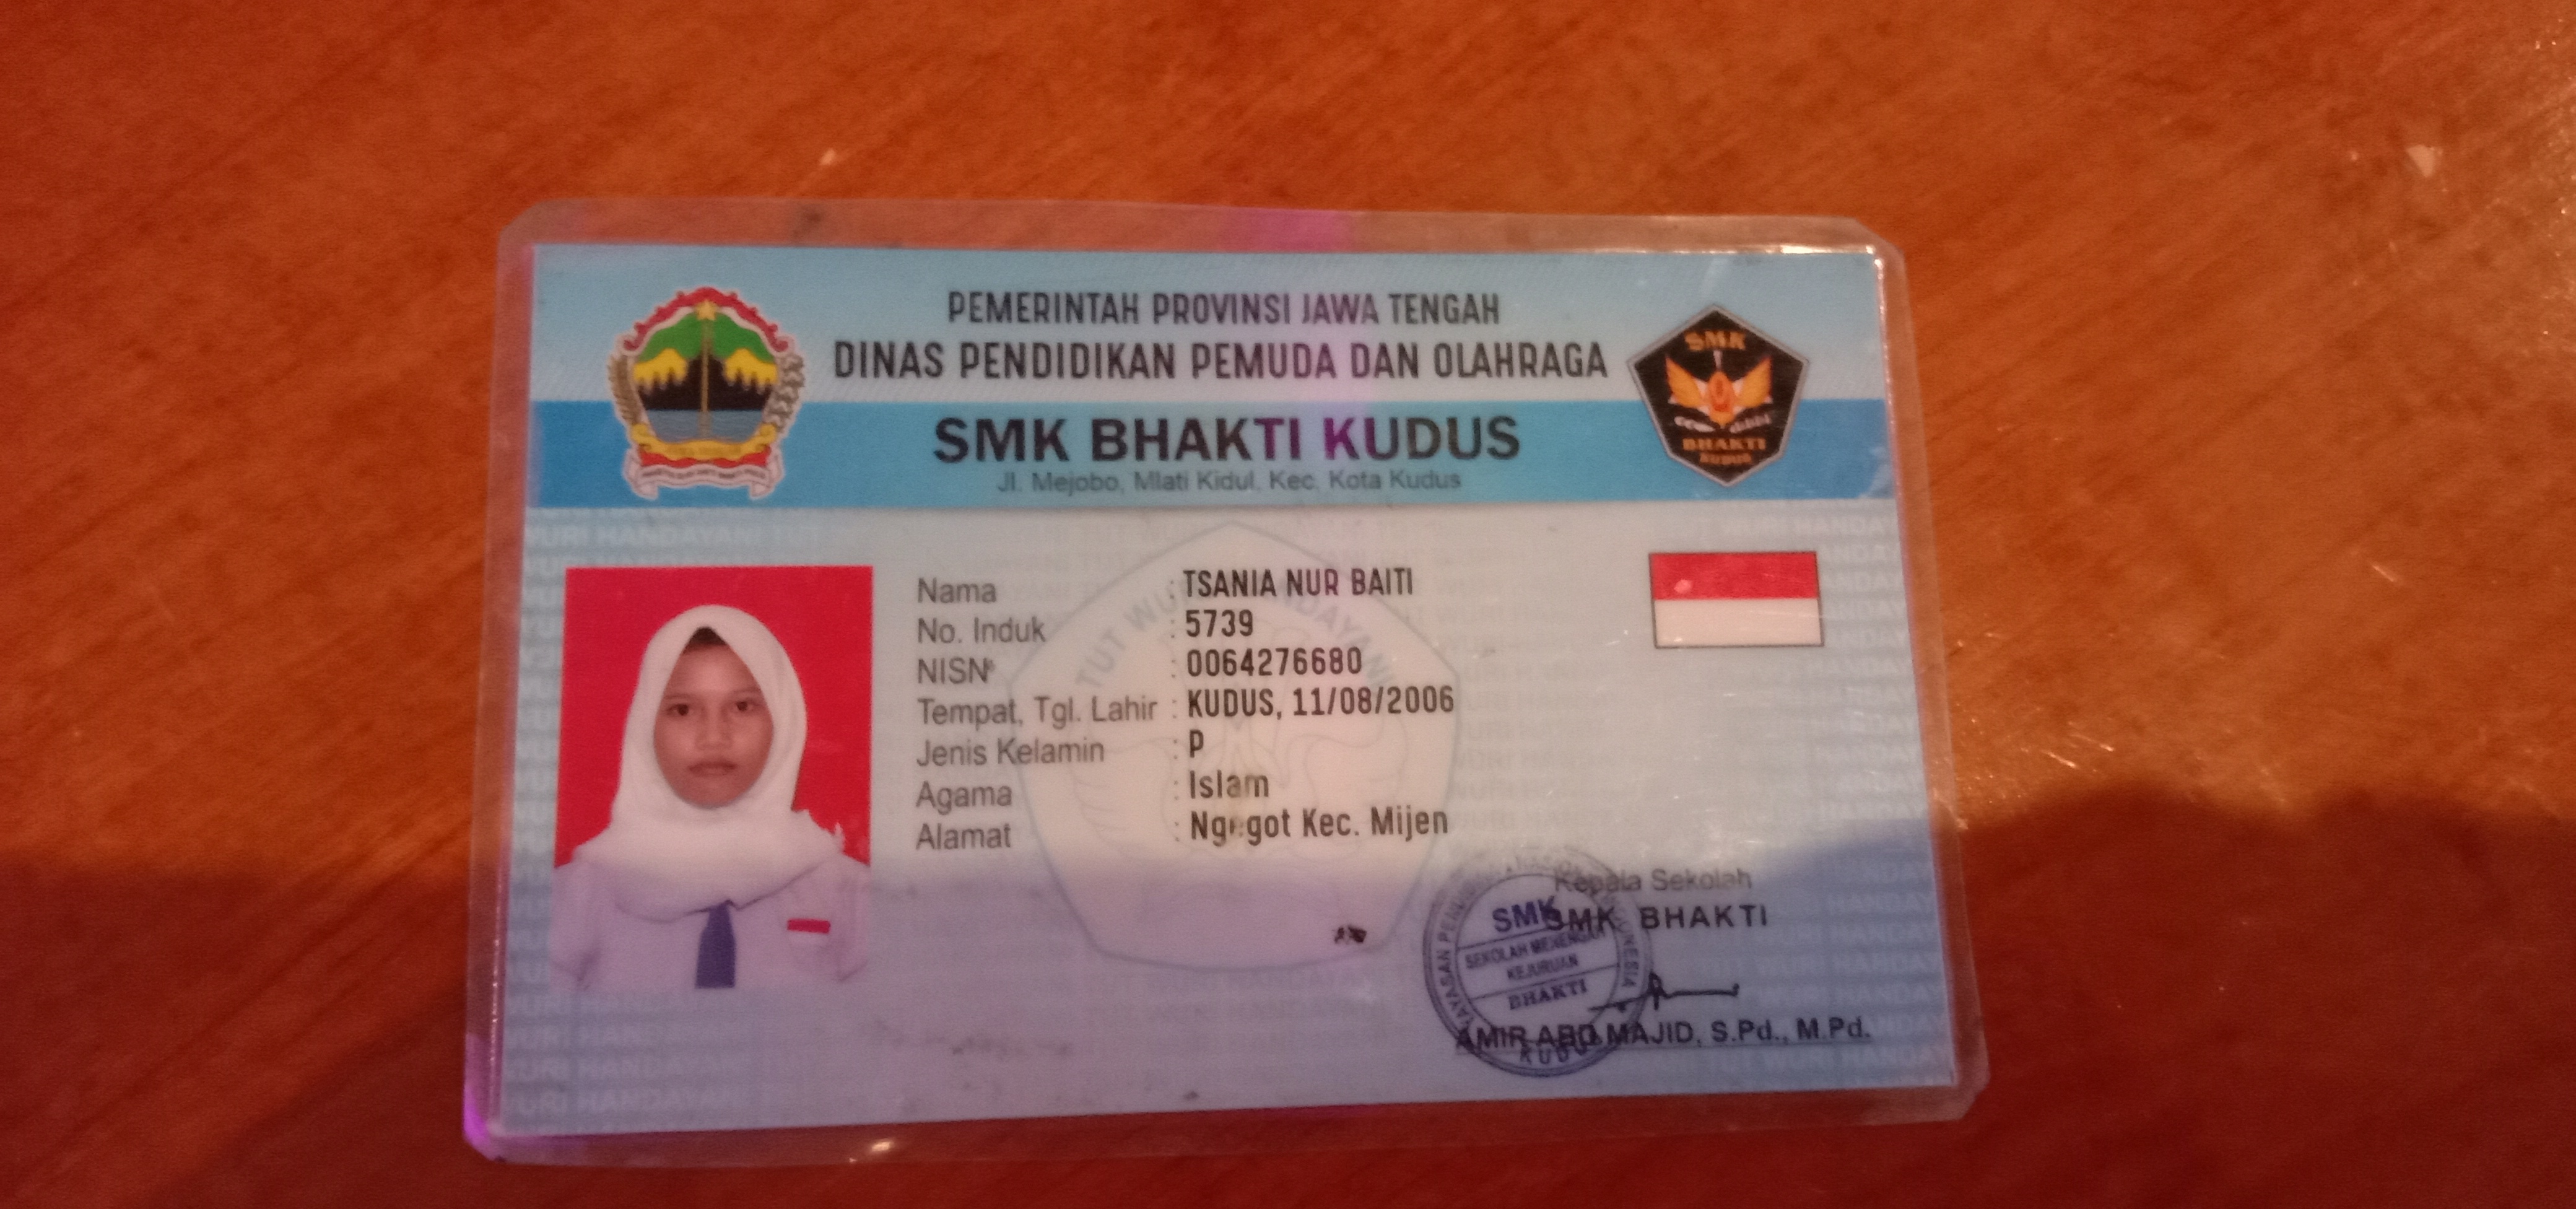 PEMERINTAH PROVINSI JAWA TENGAH
DINAS PENDIDIKAN PEMUDA DAN OLAHRAGA
SMK BHAKTI KUDUS
Jl. Mejobo, Mlati Kidul, Kec. Kota Kudus
SMK
BHAKTI
KUDUS
Nama : TSANIA NUR BAITI
No. Induk : 5739
NISN : 0064276680
Tempat, Tgl. Lahir : KUDUS, 11/08/2006
Jenis Kelamin : P
Agama : Islam
Alamat : Kec. Mijen
TUT WURI HANDAYANI
Kepala Sekolah
SMK BHAKTI
AMIR ABD MAJID, S.Pd., M.Pd.
SMK
SEKOLAH MENENGAH
KEJURUAN
BHAKTI
KUDUS